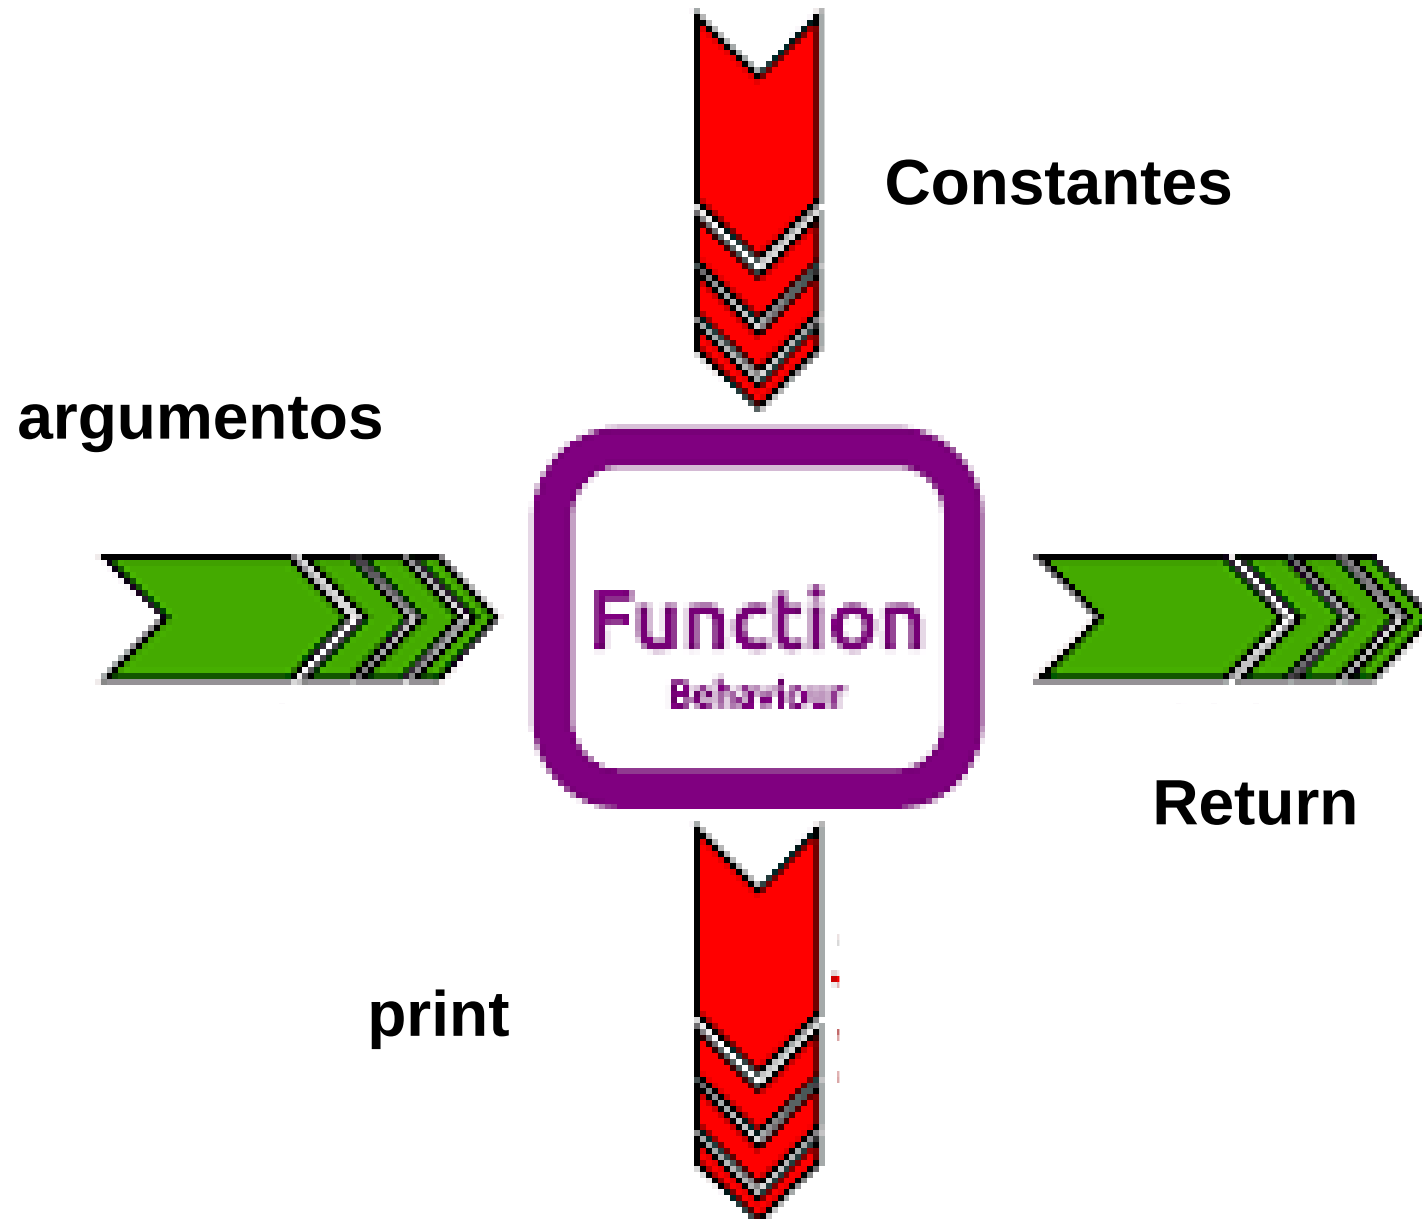 Constantes
argumentos
Function
Behaviour
Return
print